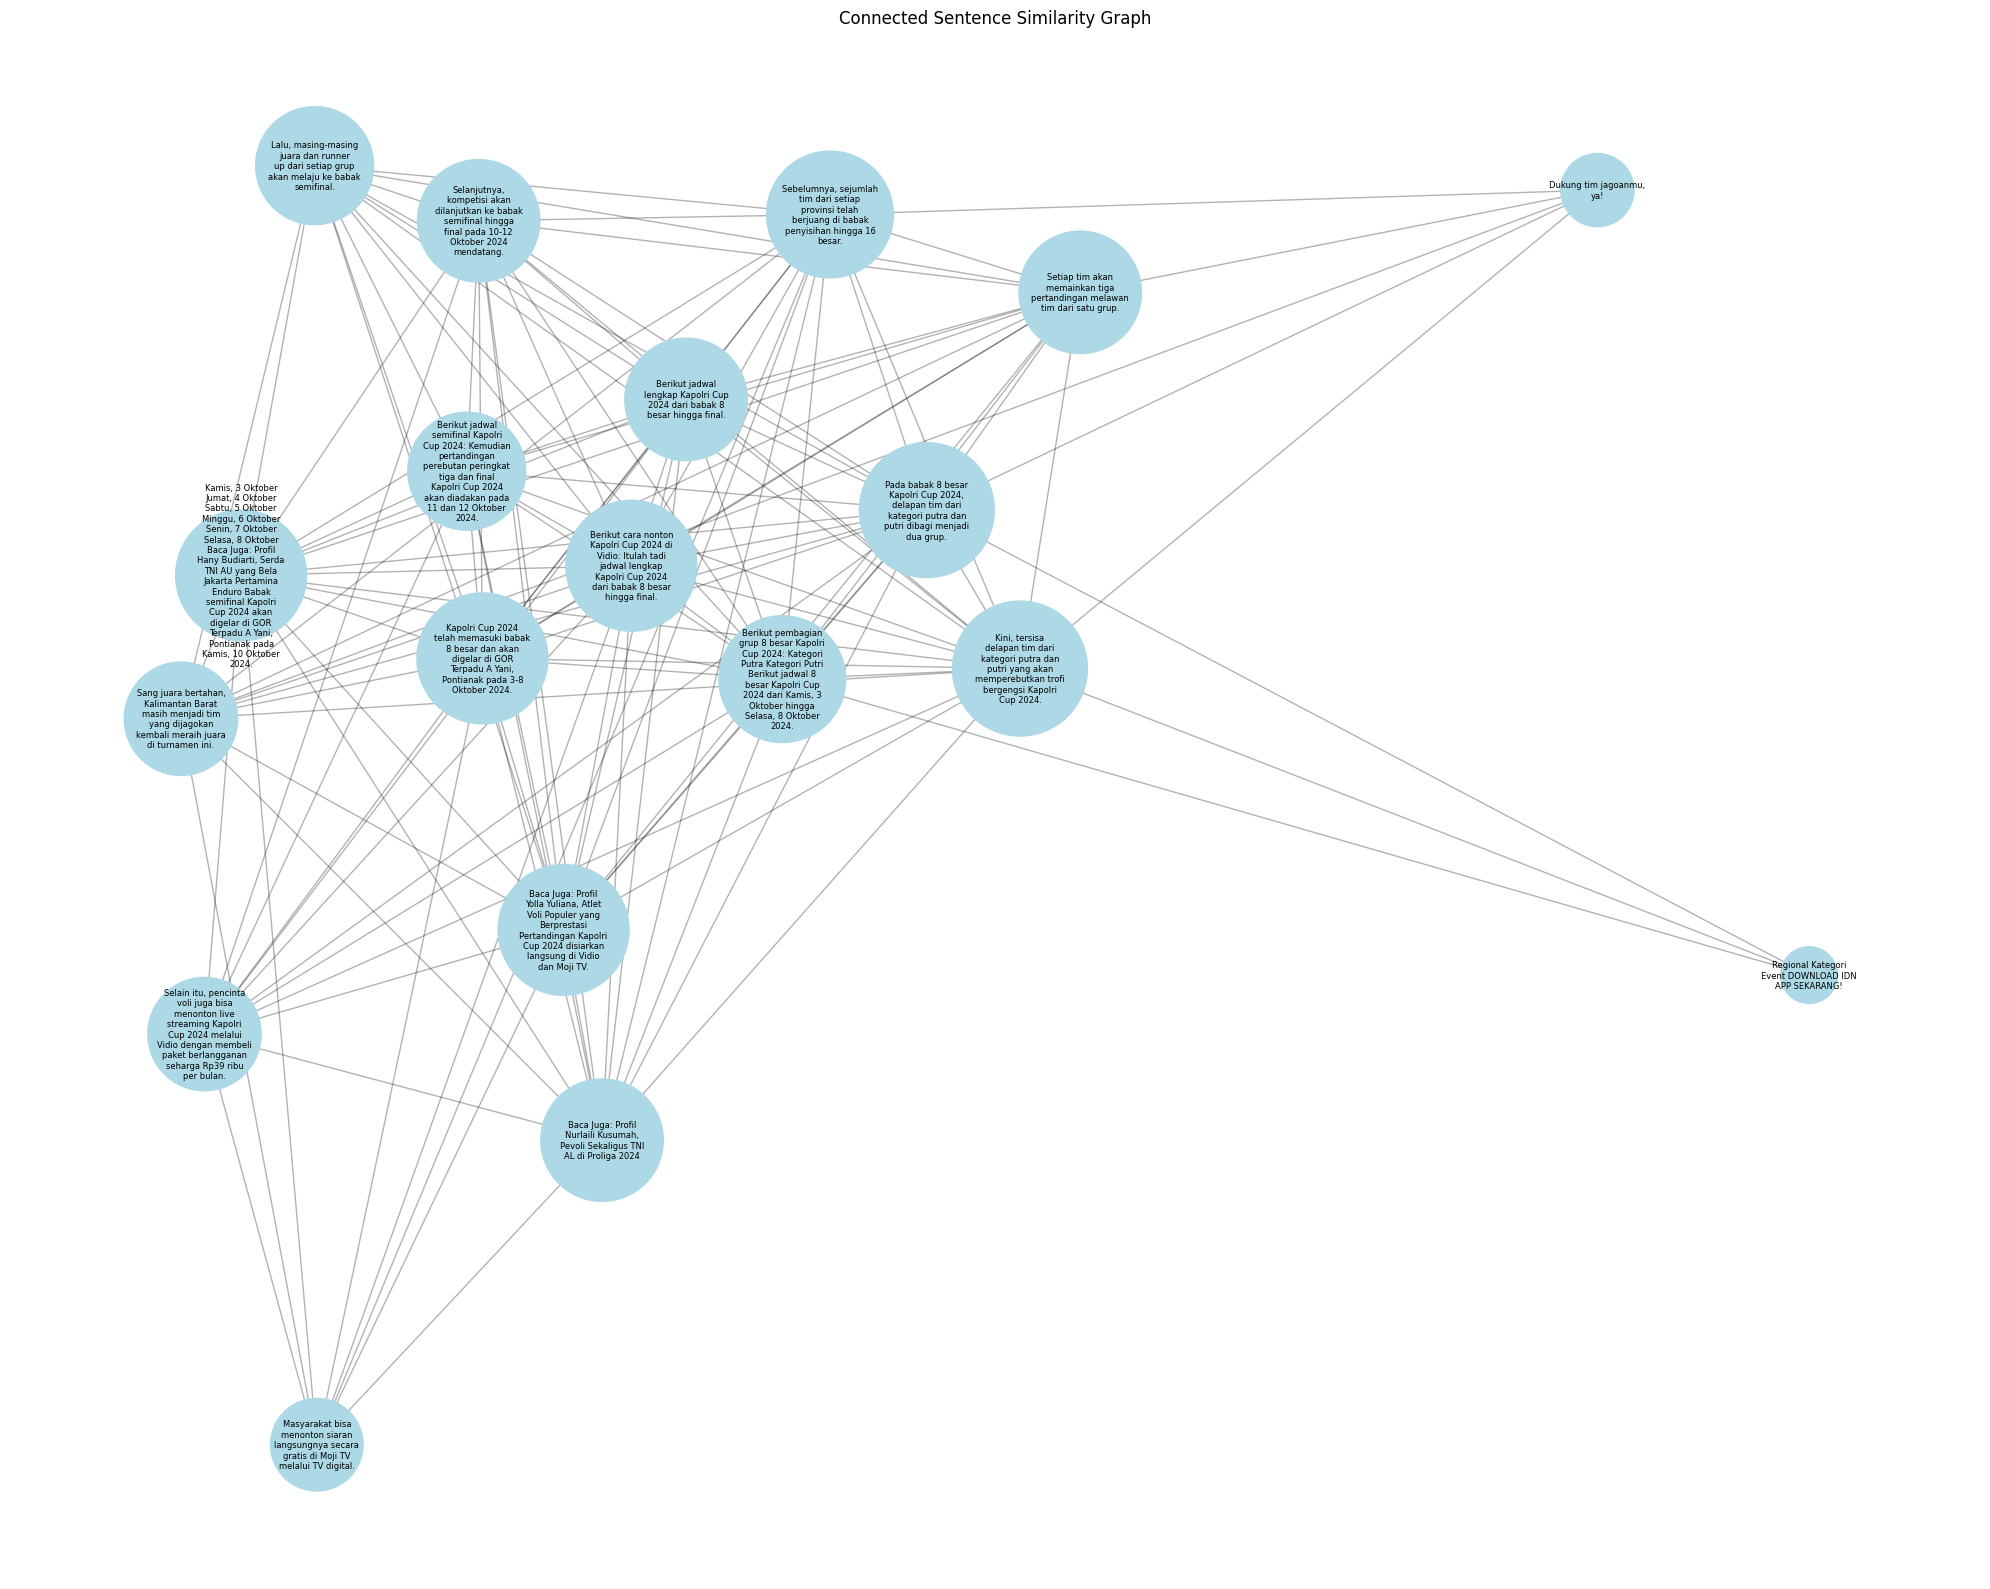 Connected Sentence Similarity Graph
Lalu, masing-masing
juara dan runner
up dari setiap grup
akan melaju ke babak
semifinal.
Selanjutnya,
kompetisi akan
dilanjutkan ke babak
semifinal hingga
final pada 10-12
Oktober 2024
mendatang.
Sebelumnya, sejumlah
tim dari setiap
provinsi telah
berjuang di babak
penyisihan hingga 16
besar.
Dukung tim jagoanmu,
ya!
Setiap tim akan
memainkan tiga
pertandingan melawan
tim dari satu grup.
Berikut jadwal
lengkap Kapolri Cup
2024 dari babak 8
besar hingga final.
Berikut jadwal
semifinal Kapolri
Cup 2024: Kemudian
pertandingan
perebutan peringkat
tiga dan final
Kapolri Cup 2024
akan diadakan pada
11 dan 12 Oktober
2024.
Pada babak 8 besar
Kapolri Cup 2024,
delapan tim dari
kategori putra dan
putri dibagi menjadi
dua grup.
Kamis, 3 Oktober
Jumat, 4 Oktober
Sabtu, 5 Oktober
Minggu, 6 Oktober
Senin, 7 Oktober
Selasa, 8 Oktober
Baca Juga: Profil
Hany Budiarti, Serda
TNI AU yang Bela
Jakarta Pertamina
Enduro Babak
semifinal Kapolri
Cup 2024 akan
digelar di GOR
Terpadu A Yani,
Pontianak pada
Kamis, 10 Oktober
2024.
Berikut cara nonton
Kapolri Cup 2024 di
Vidio: Itulah tadi
jadwal lengkap
Kapolri Cup 2024
dari babak 8 besar
hingga final.
Kapolri Cup 2024
telah memasuki babak
8 besar dan akan
digelar di GOR
Terpadu A Yani,
Pontianak pada 3-8
Oktober 2024.
Berikut pembagian
grup 8 besar Kapolri
Cup 2024: Kategori
Putra Kategori Putri
Berikut jadwal 8
besar Kapolri Cup
2024 dari Kamis, 3
Oktober hingga
Selasa, 8 Oktober
2024.
Kini, tersisa
delapan tim dari
kategori putra dan
putri yang akan
memperebutkan trofi
bergengsi Kapolri
Cup 2024.
Sang juara bertahan,
Kalimantan Barat
masih menjadi tim
yang dijagokan
kembali meraih juara
di turnamen ini.
Baca Juga: Profil
Yolla Yuliana, Atlet
Voli Populer yang
Berprestasi
Pertandingan Kapolri
Cup 2024 disiarkan
langsung di Vidio
dan Moji TV.
Regional Kategori
Event DOWNLOAD IDN
APP SEKARANG!
Selain itu, pencinta
voli juga bisa
menonton live
streaming Kapolri
Cup 2024 melalui
Vidio dengan membeli
paket berlangganan
seharga Rp39 ribu
per bulan.
Baca Juga: Profil
Nurlaili Kusumah,
Pevoli Sekaligus TNI
AL di Proliga 2024
Masyarakat bisa
menonton siaran
langsungnya secara
gratis di Moji TV
melalui TV digital.